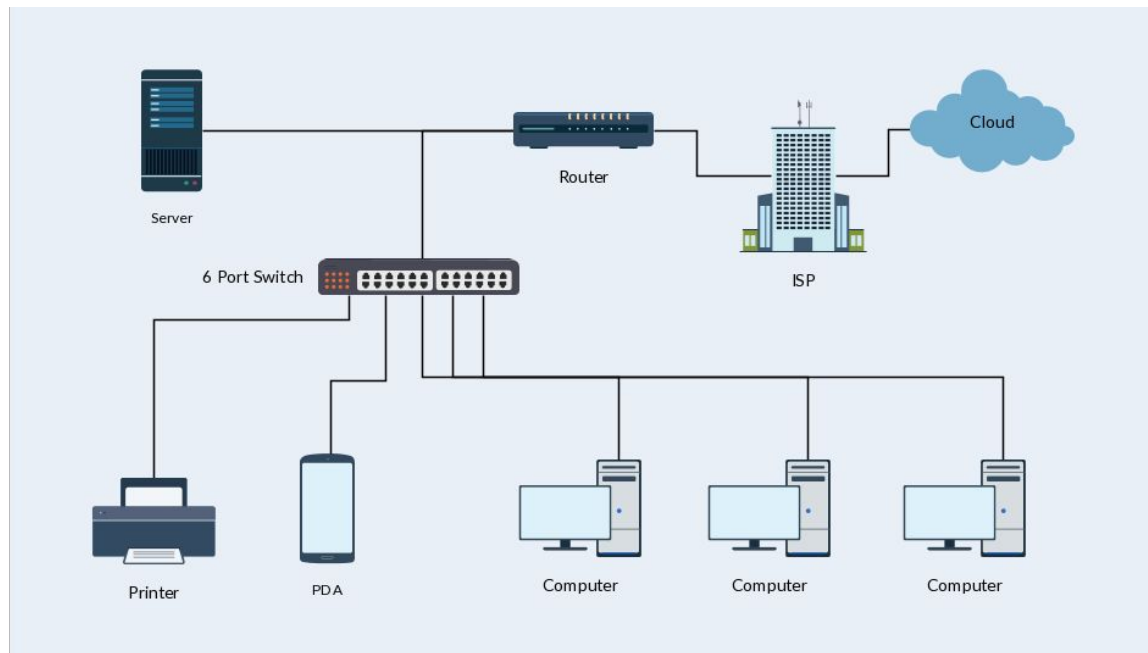 Cloud
Router
Server
6 Port Switch
ISP
Printer
PDA
Computer
Computer
Computer